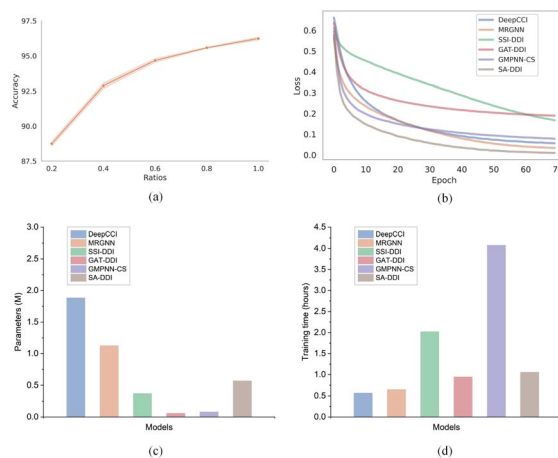 97.5
95.0
92.5
90.0
87.5
Accuracy
0.2 0.4 0.6 0.8 1.0
Ratios
(a)
0.6
0.5
0.4
0.3
0.2
0.1
0.0
Loss
DeepCCI
MRGNN
SSI-DDI
GAT-DDI
GMPNN-CS
SA-DDI
0 10 20 30 40 50 60 7
Epoch
(b)
3.0
2.5
2.0
1.5
1.0
0.5
0.0
Parameters (M)
DeepCCI
MRGNN
SSI-DDI
GAT-DDI
GMPNN-CS
SA-DDI
Models
(c)
4.5
4.0
3.5
3.0
2.5
2.0
1.5
1.0
0.5
0.0
Training time (hours)
DeepCCI
MRGNN
SSI-DDI
GAT-DDI
GMPNN-CS
SA-DDI
Models
(d)